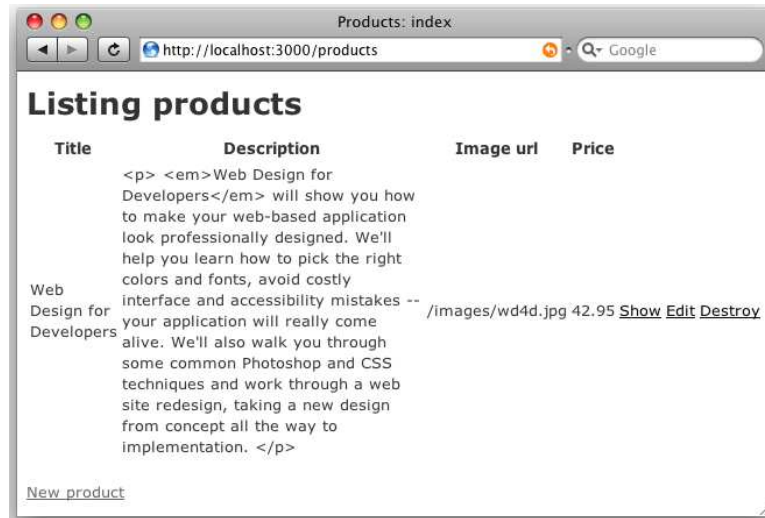 Products: index
http://localhost:3000/products
Google
Listing products
Title Description Image url Price
<p> <em>Web Design for
Developers</em> will show you how
to make your web-based application
look professionally designed. We'll
help you learn how to pick the right
colors and fonts, avoid costly
interface and accessibility mistakes --
your application will really come
alive. We'll also walk you through
some common Photoshop and CSS
techniques and work through a web
site redesign, taking a new design
from concept all the way to
implementation. </p>
Web
Design for
Developers
/images/wd4d.jpg 42.95 Show Edit Destroy
New product